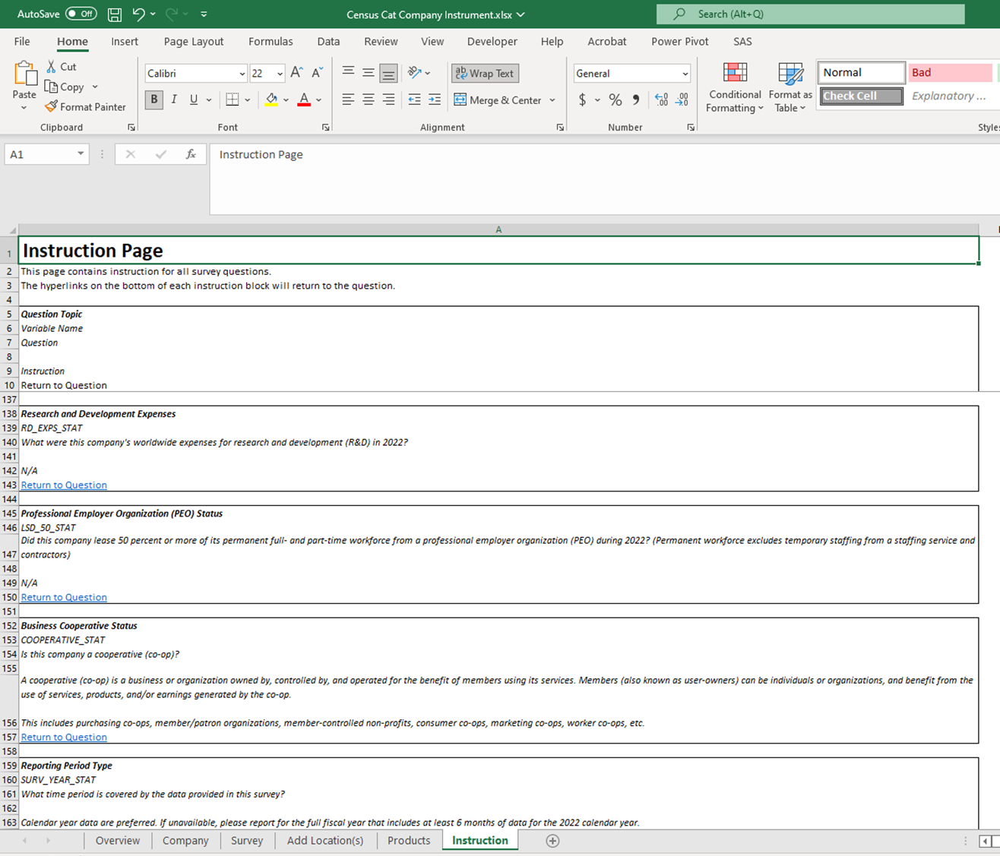 AutoSave Off Census Cat Company Instrument.xlsx Search (Alt+Q)
File Home Insert Page Layout Formulas Data Review View Developer Help Acrobat Power Pivot SAS
Paste
Cut
Copy
Format Painter
Clipboard
Calibri 22 A A
B I U A
Font
ab Wrap Text
Merge & Center
Alignment
General
$ % 9 .00 .00
Number
Conditional Formatting
Format as Table
Normal Bad
Check Cell Explanatory ...
Styles
A1 fx Instruction Page
A
1 Instruction Page
2 This page contains instruction for all survey questions.
3 The hyperlinks on the bottom of each instruction block will return to the question.
4
5 Question Topic
6 Variable Name
7 Question
8
9 Instruction
10 Return to Question
137
138 Research and Development Expenses
139 RD_EXPS_STAT
140 What were this company's worldwide expenses for research and development (R&D) in 2022?
141
142 N/A
143 Return to Question
144
145 Professional Employer Organization (PEO) Status
146 LSD_50_STAT
Did this company lease 50 percent or more of its permanent full- and part-time workforce from a professional employer organization (PEO) during 2022? (Permanent workforce excludes temporary staffing from a staffing service and
147 contractors)
148
149 N/A
150 Return to Question
151
152 Business Cooperative Status
153 COOPERATIVE_STAT
154 Is this company a cooperative (co-op)?
155
A cooperative (co-op) is a business or organization owned by, controlled by, and operated for the benefit of members using its services. Members (also known as user-owners) can be individuals or organizations, and benefit from the
use of services, products, and/or earnings generated by the co-op.
156 This includes purchasing co-ops, member/patron organizations, member-controlled non-profits, consumer co-ops, marketing co-ops, worker co-ops, etc.
157 Return to Question
158
159 Reporting Period Type
160 SURV_YEAR_STAT
161 What time period is covered by the data provided in this survey?
162
163 Calendar year data are preferred. If unavailable, please report for the full fiscal year that includes at least 6 months of data for the 2022 calendar year.
Overview Company Survey Add Location(s) Products Instruction